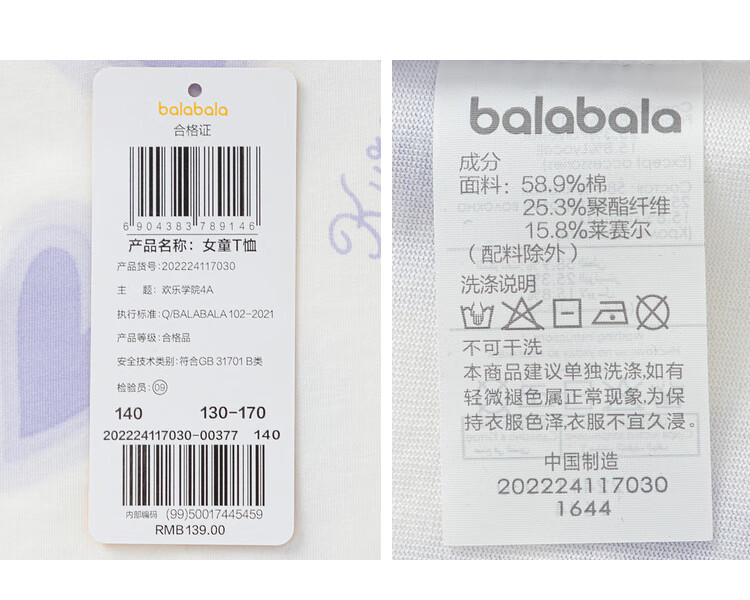 balabala
合格证
6 904383 789146
产品名称: 女童T恤
产品货号:202224117030
主 题: 欢乐学院4A
执行标准:Q/BALABALA 102-2021
产品等级:合格品
安全技术类别:符合GB 31701 B类
检验员:09
140 130-170
202224117030-00377 140
内部编码 (99)50017445459
RMB139.00
balabala
成分
面料: 58.9%棉
25.3%聚酯纤维
15.8%莱赛尔
(配料除外)
洗涤说明
不可干洗
本商品建议单独洗涤,如有
轻微褪色属正常现象,为保
持衣服色泽,衣服不宜久浸。
中国制造
202224117030
1644